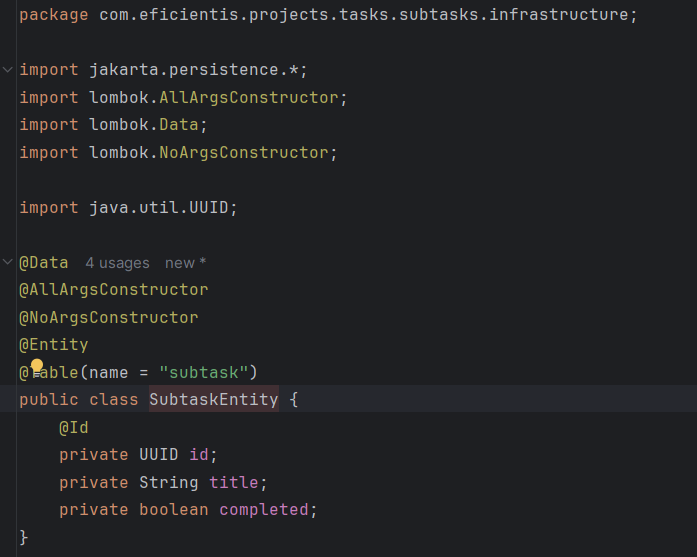 package com.eficientis.projects.tasks.subtasks.infrastructure;
import jakarta.persistence.*;
import lombok.AllArgsConstructor;
import lombok.Data;
import lombok.NoArgsConstructor;
import java.util.UUID;
@Data 4 usages new *
@AllArgsConstructor
@NoArgsConstructor
@Entity
@Table(name = "subtask")
public class SubtaskEntity {
@Id
private UUID id;
private String title;
private boolean completed;
}